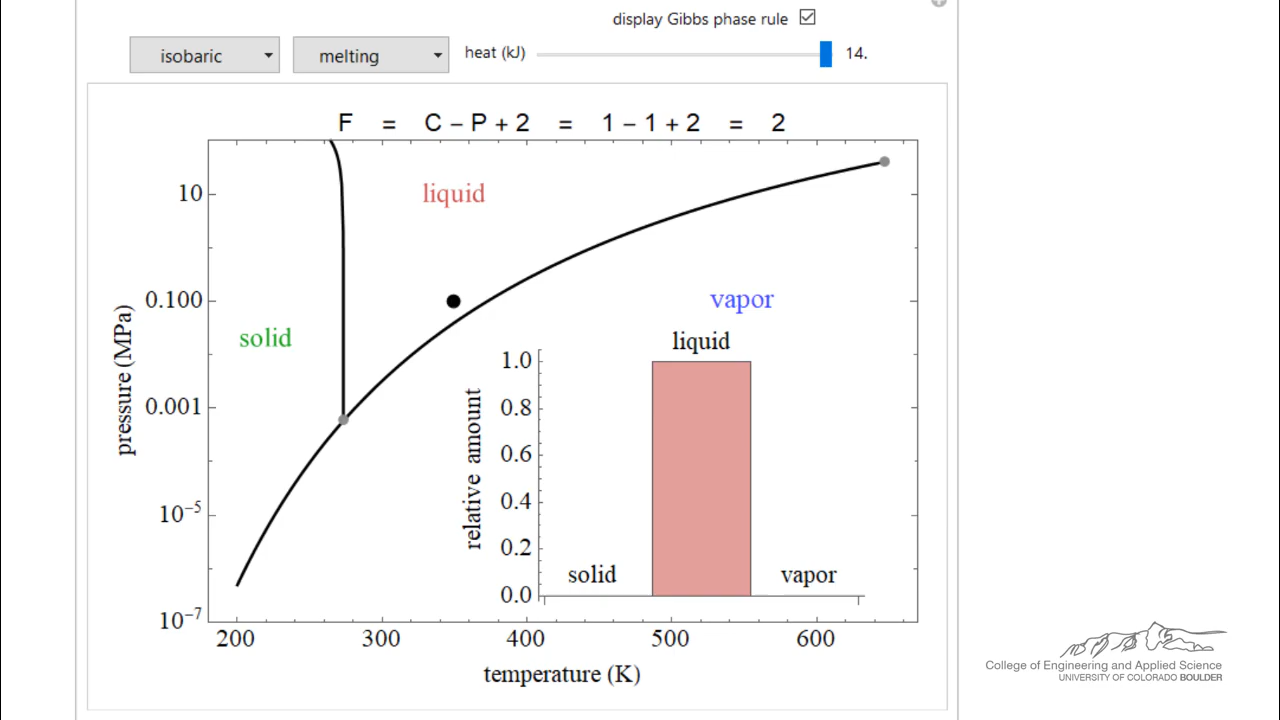 display Gibbs phase rule
isobaric
melting
heat (kJ)
14.
F = C – P + 2 = 1 – 1 + 2 = 2
liquid
solid
vapor
pressure (MPa)
10
0.100
0.001
10⁻⁵
10⁻⁷
200 300 400 500 600
temperature (K)
relative amount
1.0
0.8
0.6
0.4
0.2
0.0
liquid
solid
vapor
College of Engineering and Applied Science
UNIVERSITY OF COLORADO BOULDER